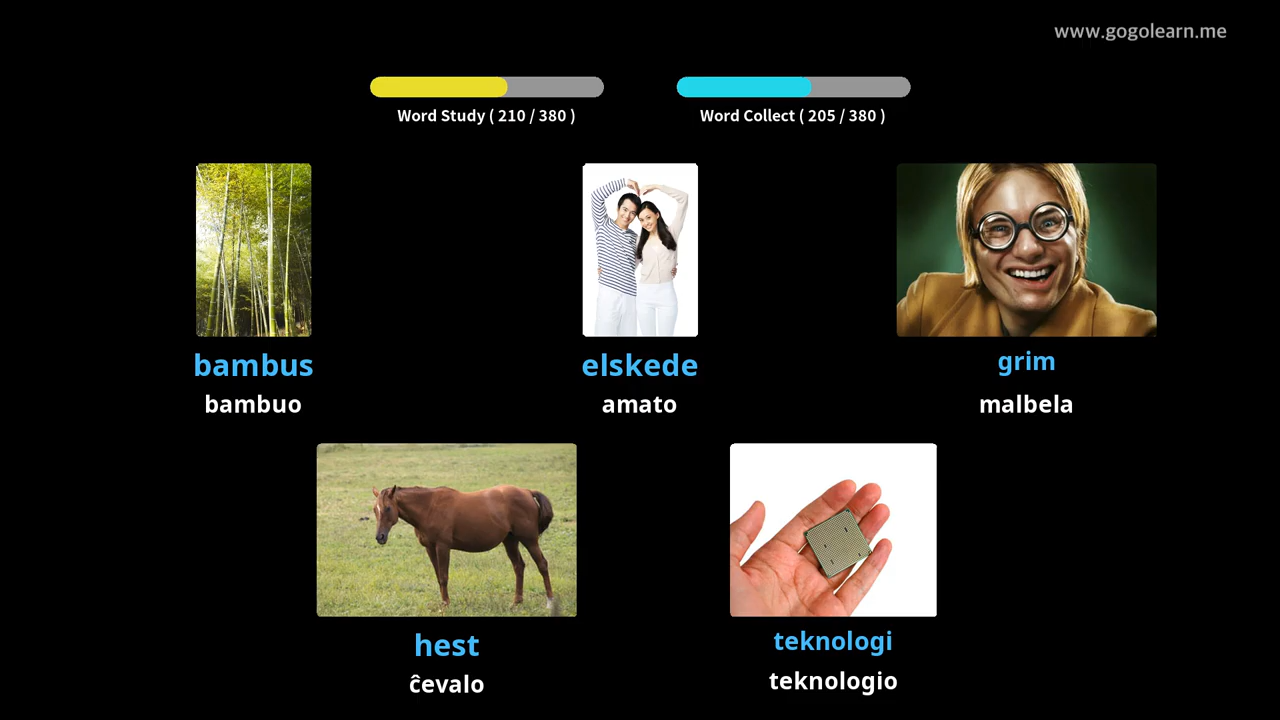 www.gogolearn.me
Word Study ( 210 / 380 )
Word Collect ( 205 / 380 )
bambus
bambuo
elskede
amato
grim
malbela
hest
ĉevalo
teknologi
teknologio